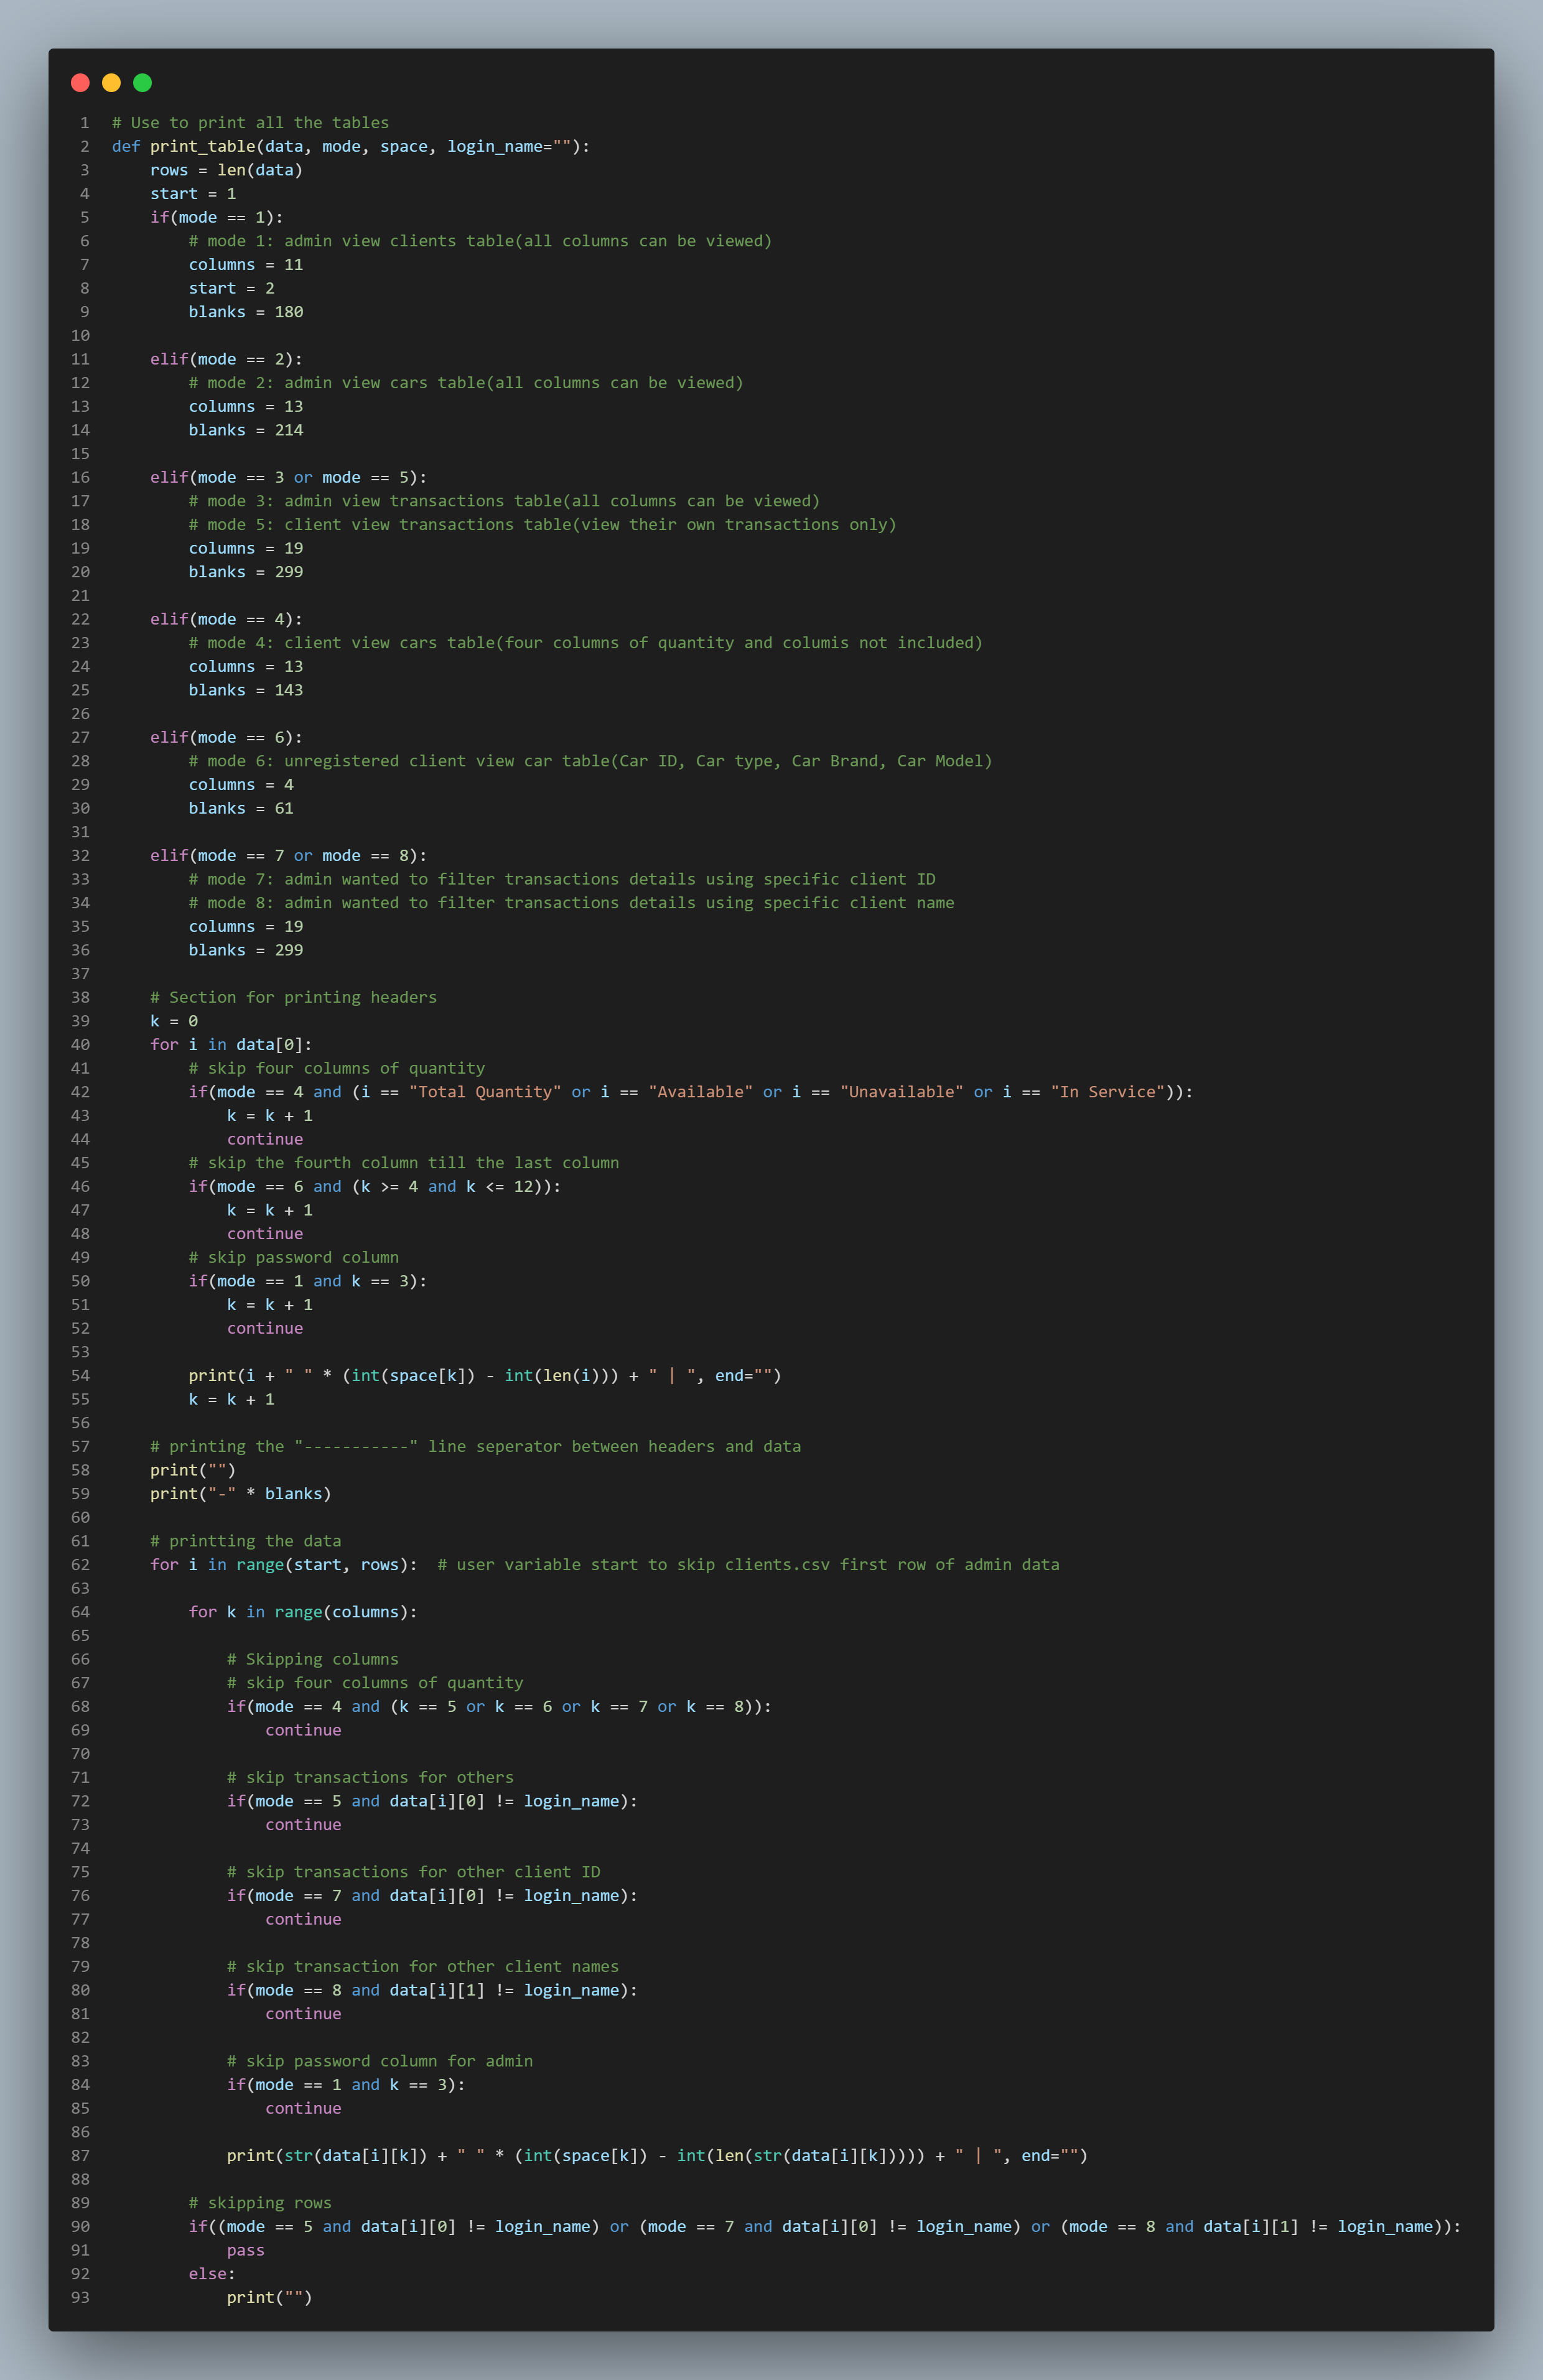 1 # Use to print all the tables
2 def print_table(data, mode, space, login_name=""):
3     rows = len(data)
4     start = 1
5     if(mode == 1):
6         # mode 1: admin view clients table(all columns can be viewed)
7         columns = 11
8         start = 2
9         blanks = 180
10
11     elif(mode == 2):
12         # mode 2: admin view cars table(all columns can be viewed)
13         columns = 13
14         blanks = 214
15
16     elif(mode == 3 or mode == 5):
17         # mode 3: admin view transactions table(all columns can be viewed)
18         # mode 5: client view transactions table(view their own transactions only)
19         columns = 19
20         blanks = 299
21
22     elif(mode == 4):
23         # mode 4: client view cars table(four columns of quantity and columis not included)
24         columns = 13
25         blanks = 143
26
27     elif(mode == 6):
28         # mode 6: unregistered client view car table(Car ID, Car type, Car Brand, Car Model)
29         columns = 4
30         blanks = 61
31
32     elif(mode == 7 or mode == 8):
33         # mode 7: admin wanted to filter transactions details using specific client ID
34         # mode 8: admin wanted to filter transactions details using specific client name
35         columns = 19
36         blanks = 299
37
38     # Section for printing headers
39     k = 0
40     for i in data[0]:
41         # skip four columns of quantity
42         if(mode == 4 and (i == "Total Quantity" or i == "Available" or i == "Unavailable" or i == "In Service")):
43             k = k + 1
44             continue
45         # skip the fourth column till the last column
46         if(mode == 6 and (k >= 4 and k <= 12)):
47             k = k + 1
48             continue
49         # skip password column
50         if(mode == 1 and k == 3):
51             k = k + 1
52             continue
53
54         print(i + " " * (int(space[k]) - int(len(i))) + " | ", end="")
55         k = k + 1
56
57     # printing the "-----------" line seperator between headers and data
58     print("")
59     print("-" * blanks)
60
61     # printting the data
62     for i in range(start, rows):  # user variable start to skip clients.csv first row of admin data
63
64         for k in range(columns):
65
66             # Skipping columns
67             # skip four columns of quantity
68             if(mode == 4 and (k == 5 or k == 6 or k == 7 or k == 8)):
69                 continue
70
71             # skip transactions for others
72             if(mode == 5 and data[i][0] != login_name):
73                 continue
74
75             # skip transactions for other client ID
76             if(mode == 7 and data[i][0] != login_name):
77                 continue
78
79             # skip transaction for other client names
80             if(mode == 8 and data[i][1] != login_name):
81                 continue
82
83             # skip password column for admin
84             if(mode == 1 and k == 3):
85                 continue
86
87             print(str(data[i][k]) + " " * (int(space[k]) - int(len(str(data[i][k])))) + " | ", end="")
88
89         # skipping rows
90         if((mode == 5 and data[i][0] != login_name) or (mode == 7 and data[i][0] != login_name) or (mode == 8 and data[i][1] != login_name)):
91             pass
92         else:
93             print("")